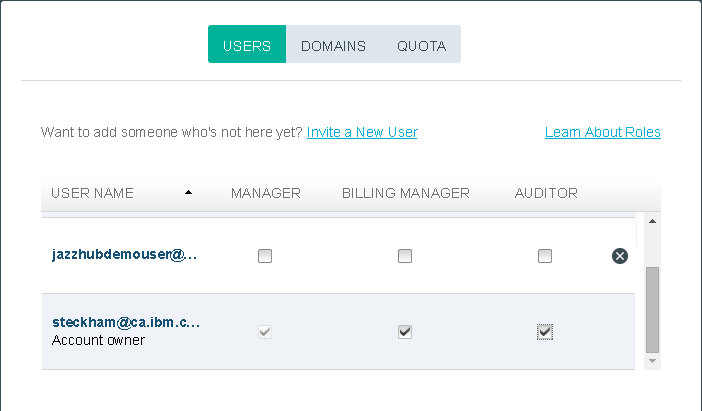 USERS DOMAINS QUOTA
Want to add someone who's not here yet? Invite a New User Learn About Roles
USER NAME MANAGER BILLING MANAGER AUDITOR
jazzhubdemouser@...
steckham@ca.ibm.c...
Account owner